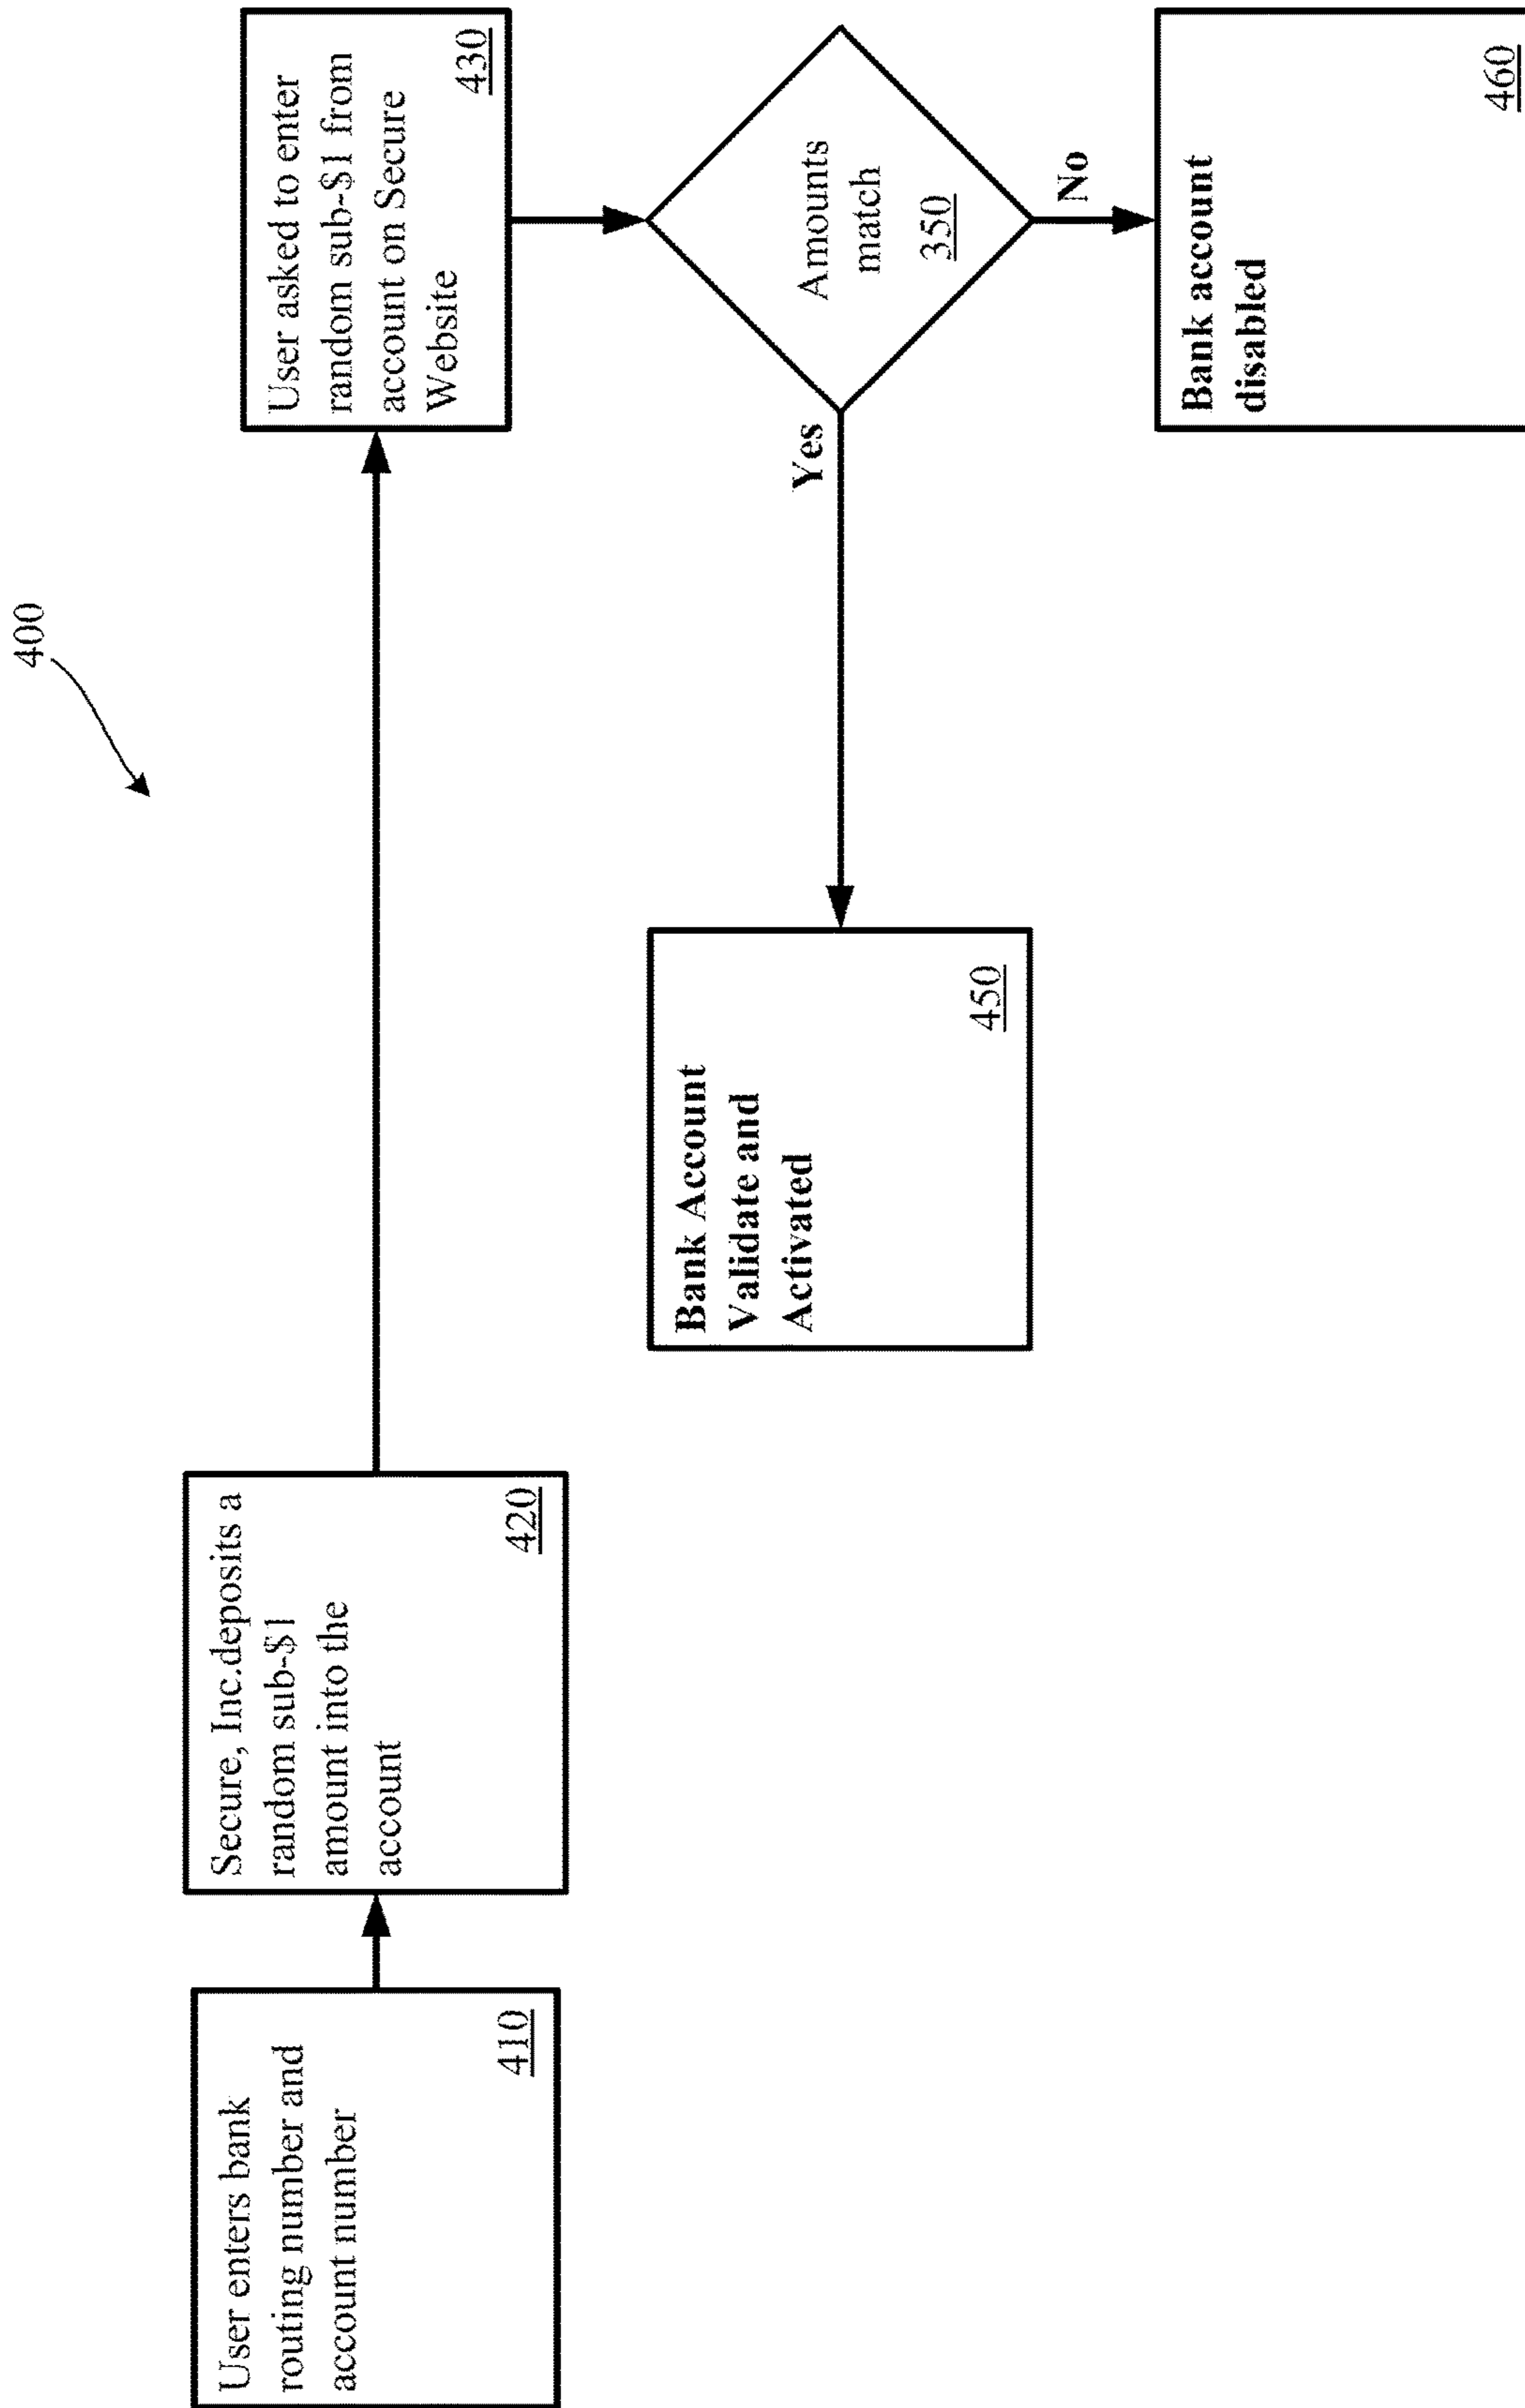 400
User enters bank
routing number and
account number
410
Secure, Inc.deposits a
random sub-$1
amount into the
account
420
User asked to enter
random sub-$1 from
account on Secure
Website
430
Amounts
match
350
Yes
No
Bank Account
Validate and
Activated
450
Bank account
disabled
460